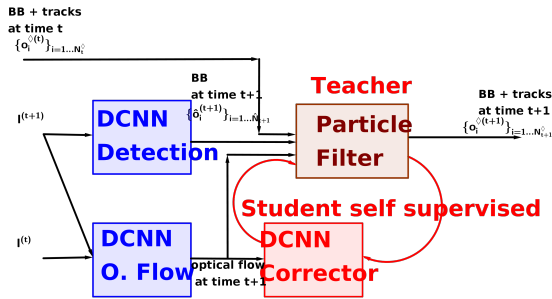 BB + tracks
at time t
{o_i^{◊(t)}}_{i=1...N_t^◊}
BB
at time t+1
{ô_i^{(t+1)}}_{i=1...N̂_{t+1}}
Teacher
BB + tracks
at time t+1
{o_i^{◊(t+1)}}_{i=1...N_{t+1}^◊}
I^{(t+1)}
DCNN
Detection
Particle
Filter
Student self supervised
I^{(t)}
DCNN
O. Flow
optical flow
at time t+1
DCNN
Corrector